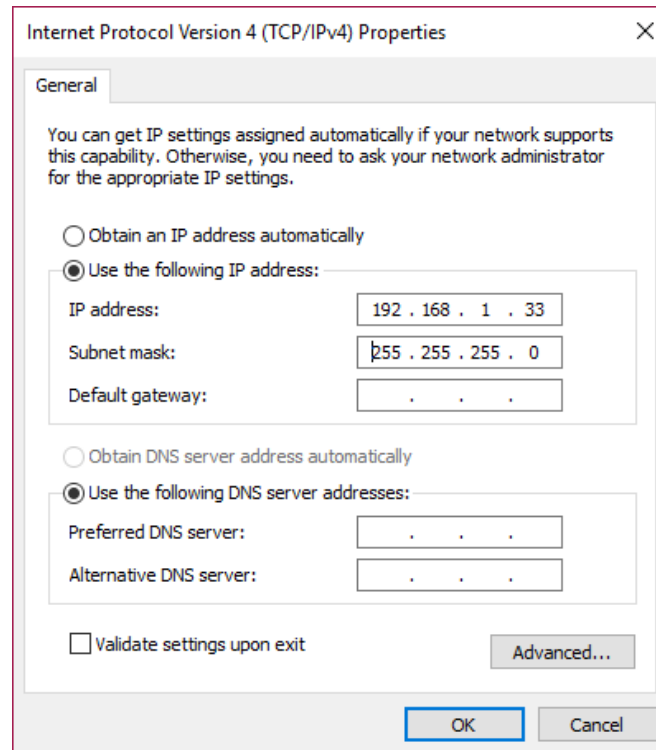 Internet Protocol Version 4 (TCP/IPv4) Properties
General
You can get IP settings assigned automatically if your network supports
this capability. Otherwise, you need to ask your network administrator
for the appropriate IP settings.
Obtain an IP address automatically
Use the following IP address:
IP address: 192 . 168 . 1 . 33
Subnet mask: 255 . 255 . 255 . 0
Default gateway: . . .
Obtain DNS server address automatically
Use the following DNS server addresses:
Preferred DNS server: . . .
Alternative DNS server: . . .
Validate settings upon exit
Advanced...
OK Cancel